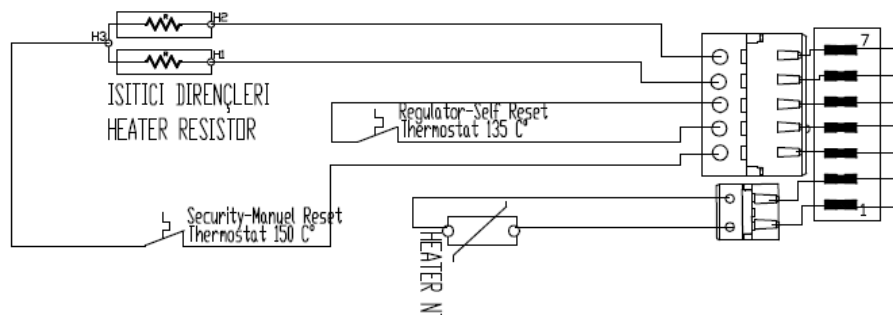 H2
H3
H1
7
ISITICI DIRENÇLERI
HEATER RESISTOR
Regulator-Self Reset
Thermostat 135 C°
Security-Manuel Reset
Thermostat 150 C°
1
HEATER N